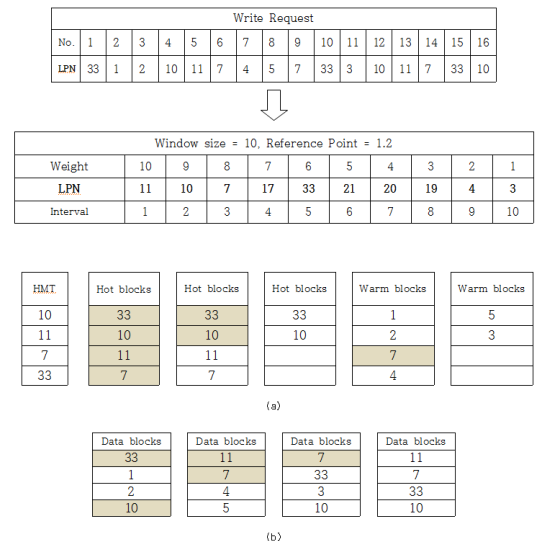 Write Request
No. 1 2 3 4 5 6 7 8 9 10 11 12 13 14 15 16
LPN 33 1 2 10 11 7 4 5 7 33 3 10 11 7 33 10
Window size = 10, Reference Point = 1.2
Weight 10 9 8 7 6 5 4 3 2 1
LPN 11 10 7 17 33 21 20 19 4 3
Interval 1 2 3 4 5 6 7 8 9 10
HMT Hot blocks Hot blocks Hot blocks Warm blocks Warm blocks
10 33 33 33 1 5
11 10 10 10 2 3
7 11 11 7
33 7 7 4
(a)
Data blocks Data blocks Data blocks Data blocks
33 11 7 11
1 7 33 7
2 4 3 33
10 5 10 10
(b)